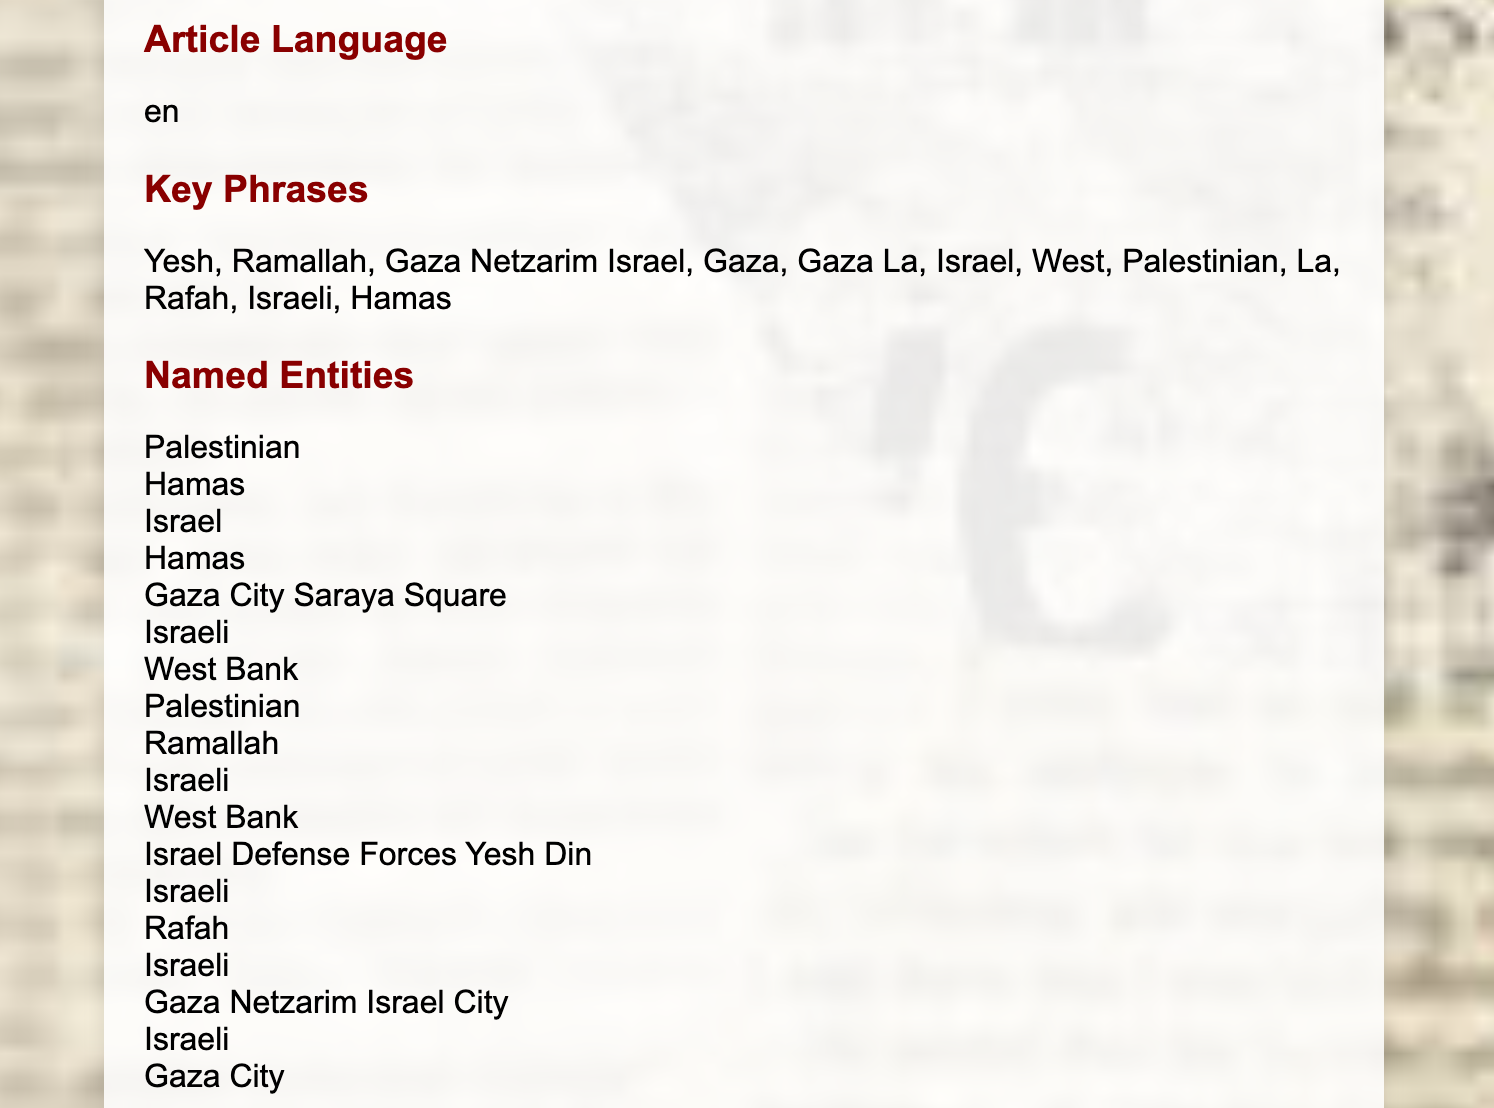 Article Language
en
Key Phrases
Yesh, Ramallah, Gaza Netzarim Israel, Gaza, Gaza La, Israel, West, Palestinian, La,
Rafah, Israeli, Hamas
Named Entities
Palestinian
Hamas
Israel
Hamas
Gaza City Saraya Square
Israeli
West Bank
Palestinian
Ramallah
Israeli
West Bank
Israel Defense Forces Yesh Din
Israeli
Rafah
Israeli
Gaza Netzarim Israel City
Israeli
Gaza City